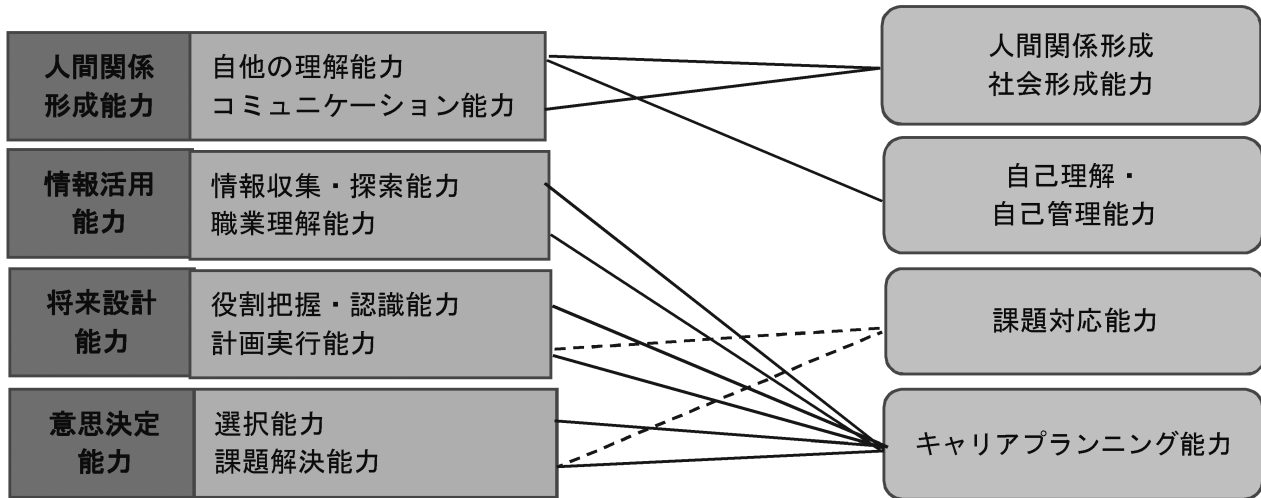 人間関係
形成能力
自他の理解能力
コミュニケーション能力
情報活用
能力
情報収集・探索能力
職業理解能力
将来設計
能力
役割把握・認識能力
計画実行能力
意思決定
能力
選択能力
課題解決能力
人間関係形成
社会形成能力
自己理解・
自己管理能力
課題対応能力
キャリアプランニング能力